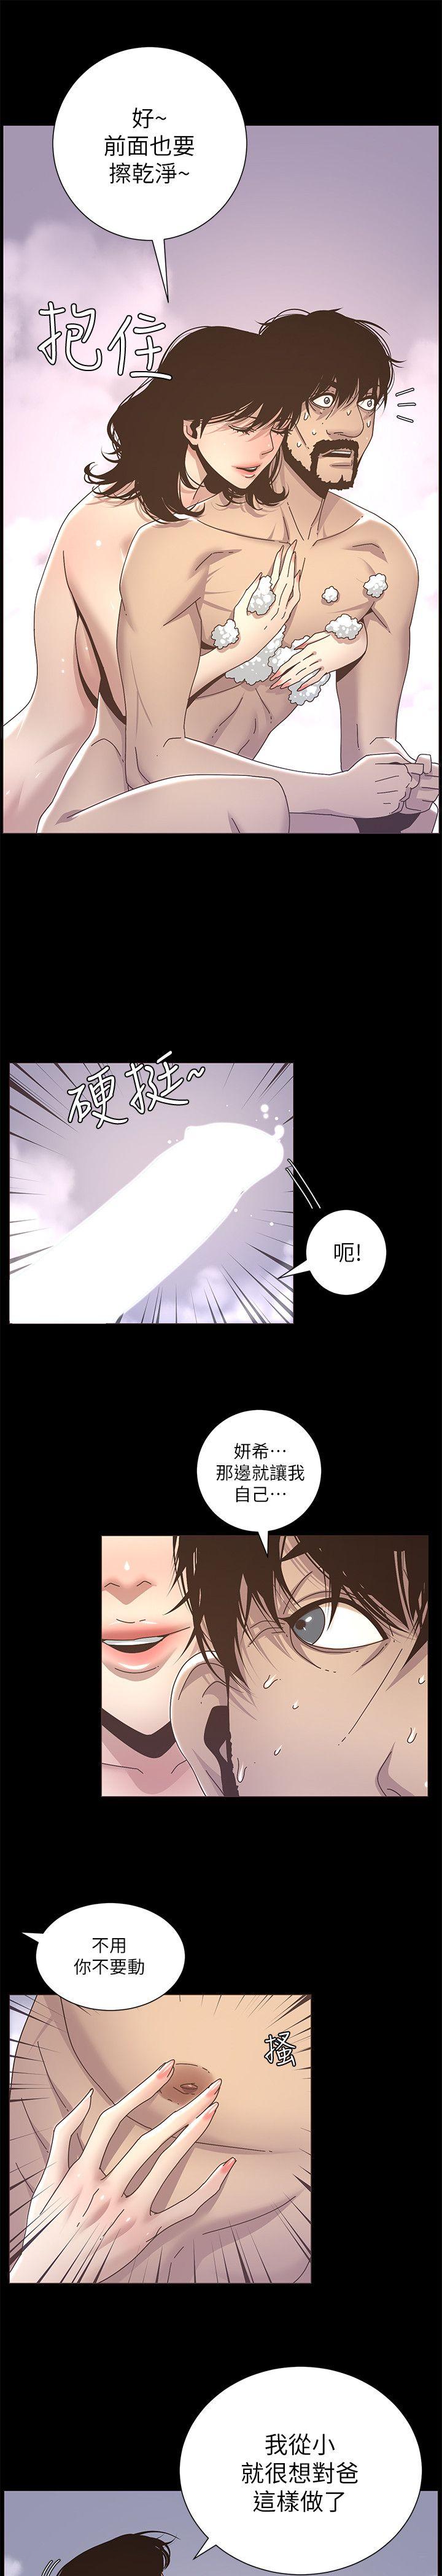 好~
前面也要
擦乾淨~
抱住
硬挺~
呃!
妍希…
那邊就讓我
自己…
不用
你不要動
搔
我從小
就很想對爸
這樣做了